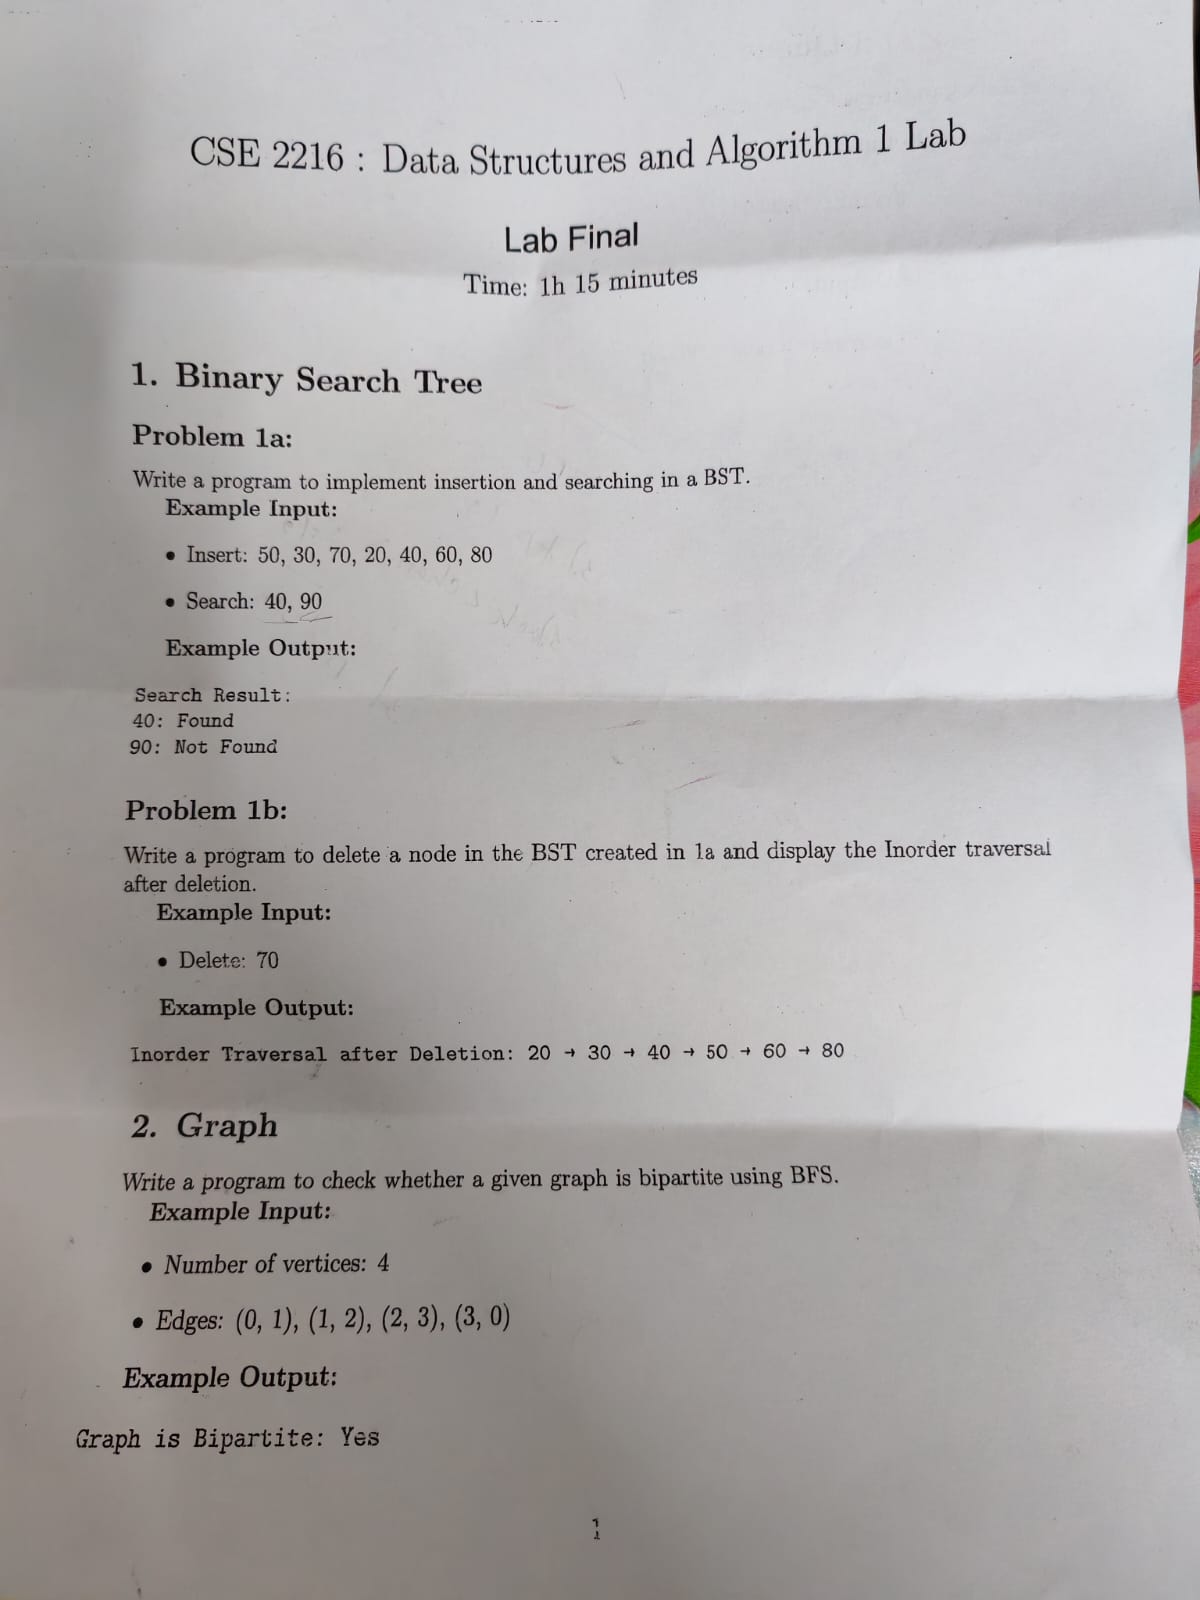 CSE 2216 : Data Structures and Algorithm 1 Lab
Lab Final
Time: 1h 15 minutes
1. Binary Search Tree
Problem 1a:
Write a program to implement insertion and searching in a BST.
Example Input:
• Insert: 50, 30, 70, 20, 40, 60, 80
• Search: 40, 90
Example Output:
Search Result:
40: Found
90: Not Found
Problem 1b:
Write a program to delete a node in the BST created in 1a and display the Inorder traversal
after deletion.
Example Input:
• Delete: 70
Example Output:
Inorder Traversal after Deletion: 20 → 30 → 40 → 50 → 60 → 80
2. Graph
Write a program to check whether a given graph is bipartite using BFS.
Example Input:
• Number of vertices: 4
• Edges: (0, 1), (1, 2), (2, 3), (3, 0)
Example Output:
Graph is Bipartite: Yes
1